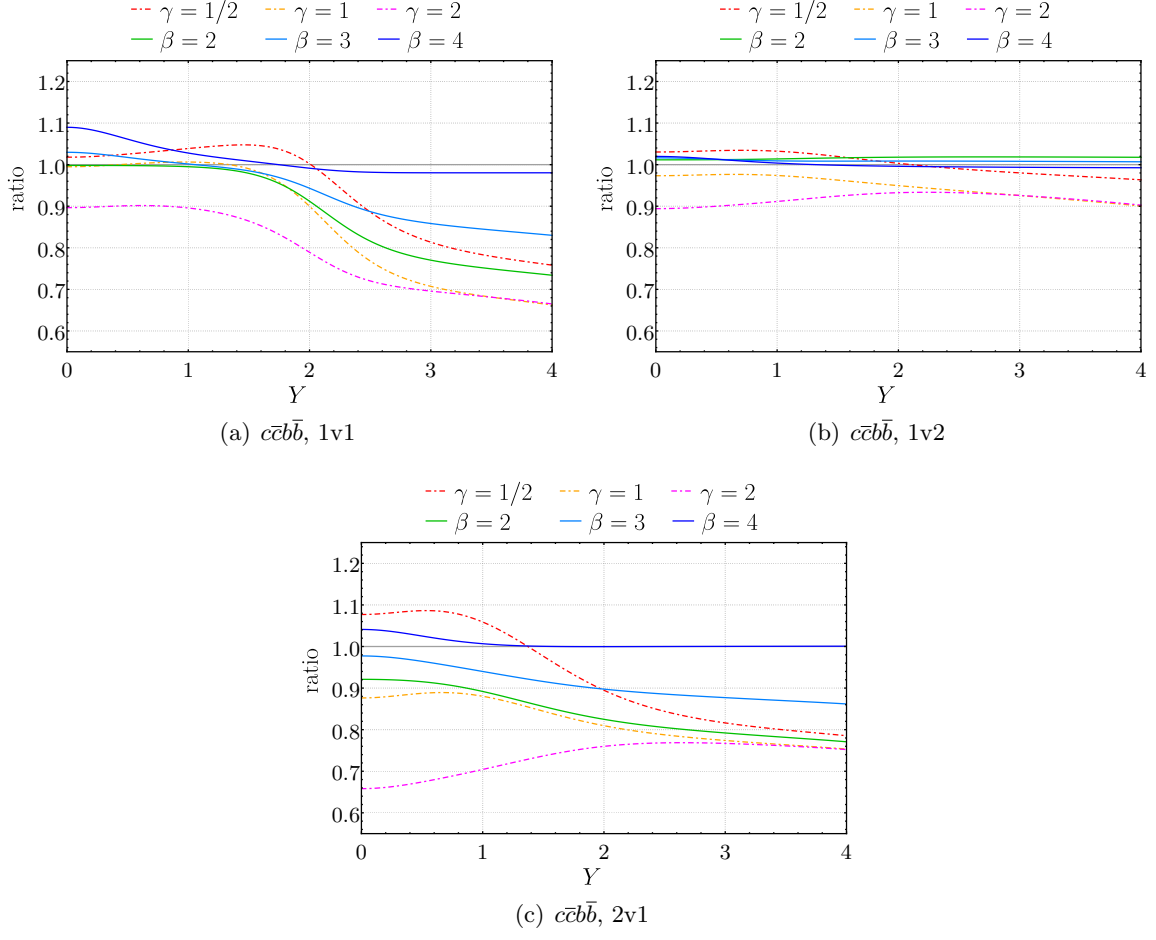 γ = 1/2 γ = 1 γ = 2
β = 2 β = 3 β = 4
1.2
1.1
1.0
0.9
0.8
0.7
0.6
ratio
0 1 2 3 4
Y
(a) cc̄bb̄, 1v1
γ = 1/2 γ = 1 γ = 2
β = 2 β = 3 β = 4
1.2
1.1
1.0
0.9
0.8
0.7
0.6
ratio
0 1 2 3 4
Y
(b) cc̄bb̄, 1v2
γ = 1/2 γ = 1 γ = 2
β = 2 β = 3 β = 4
1.2
1.1
1.0
0.9
0.8
0.7
0.6
ratio
0 1 2 3 4
Y
(c) cc̄bb̄, 2v1